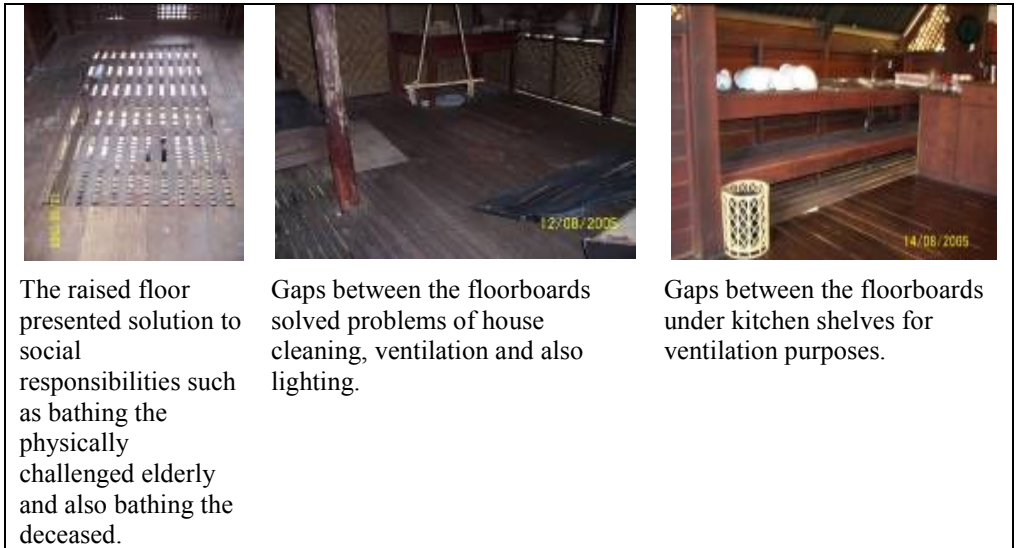 12/08/2005
14/08/2005
The raised floor
presented solution to
social
responsibilities such
as bathing the
physically
challenged elderly
and also bathing the
deceased.
Gaps between the floorboards
solved problems of house
cleaning, ventilation and also
lighting.
Gaps between the floorboards
under kitchen shelves for
ventilation purposes.